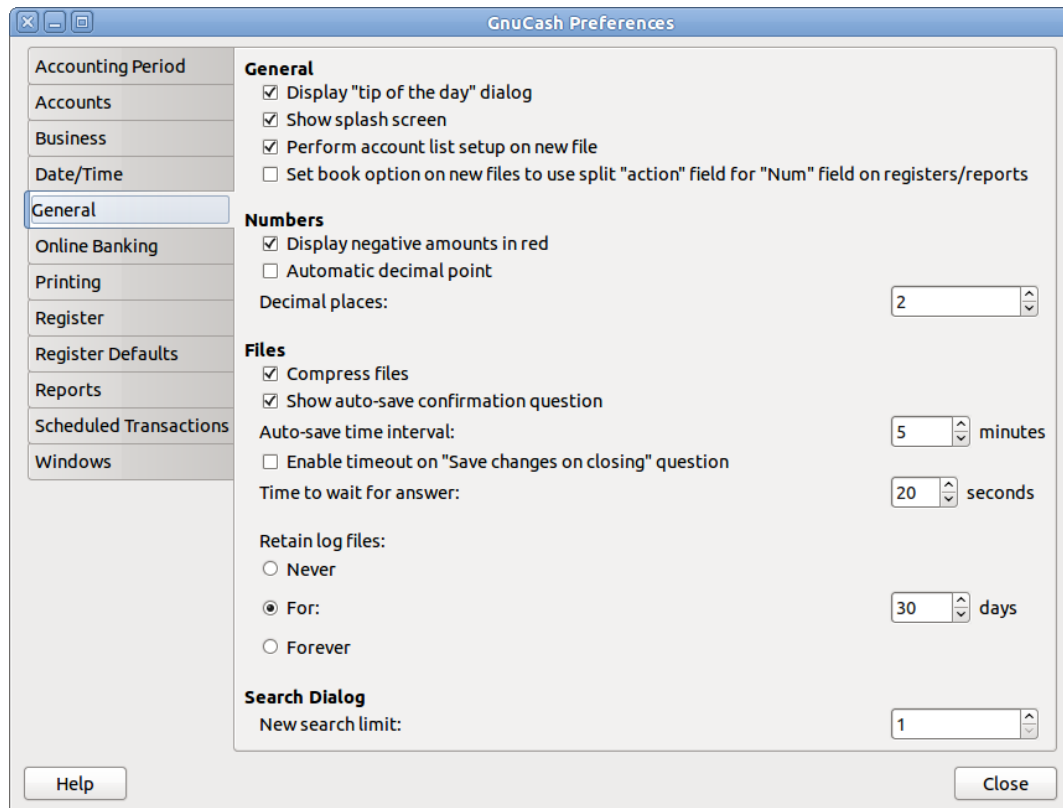 GnuCash Preferences
Accounting Period
Accounts
Business
Date/Time
General
Online Banking
Printing
Register
Register Defaults
Reports
Scheduled Transactions
Windows
General
Display "tip of the day" dialog
Show splash screen
Perform account list setup on new file
Set book option on new files to use split "action" field for "Num" field on registers/reports
Numbers
Display negative amounts in red
Automatic decimal point
Decimal places: 2
Files
Compress files
Show auto-save confirmation question
Auto-save time interval: 5 minutes
Enable timeout on "Save changes on closing" question
Time to wait for answer: 20 seconds
Retain log files:
Never
For: 30 days
Forever
Search Dialog
New search limit: 1
Help Close